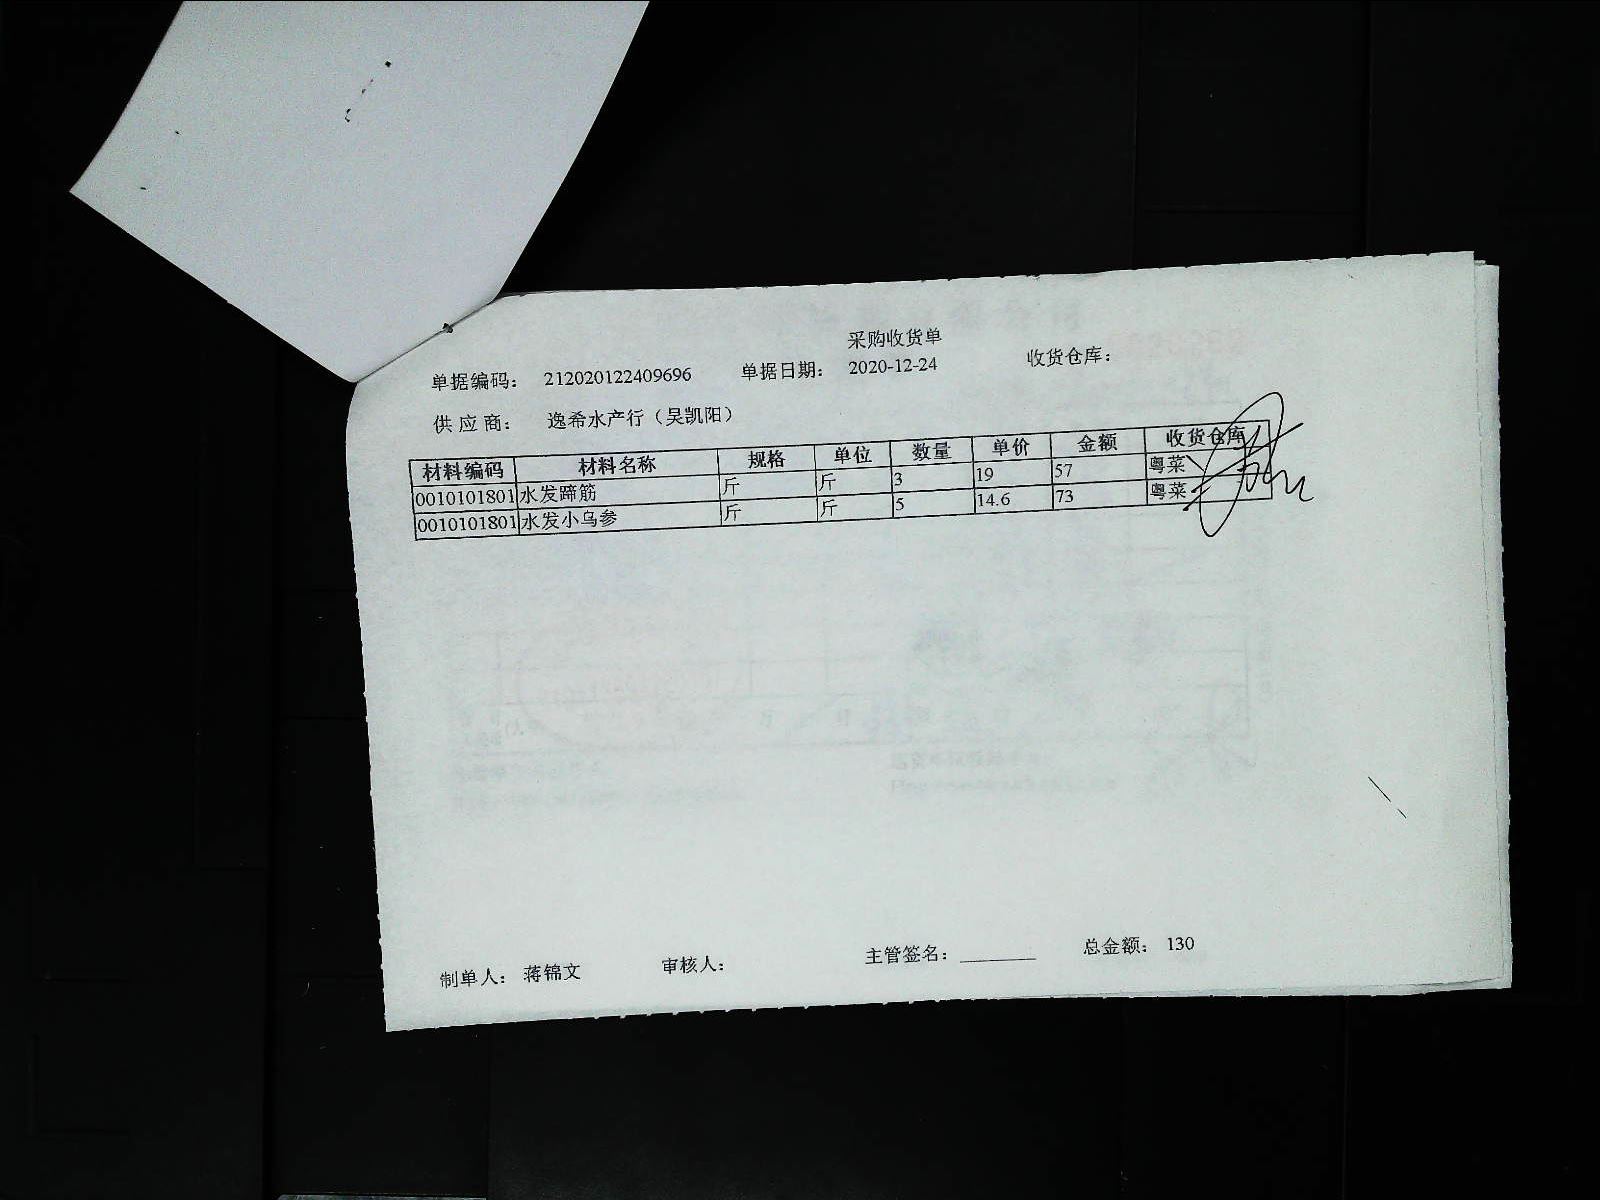 采购收货单
单据编码： 212020122409696 单据日期： 2020-12-24 收货仓库：
供 应 商： 逸希水产行（吴凯阳）
材料编码 材料名称 规格 单位 数量 单价 金额 收货仓库
0010101801 水发蹄筋 斤 斤 3 19 57 粤菜
0010101801 水发小乌参 斤 斤 5 14.6 73 粤菜
制单人： 蒋锦文 审核人： 主管签名：________ 总金额： 130